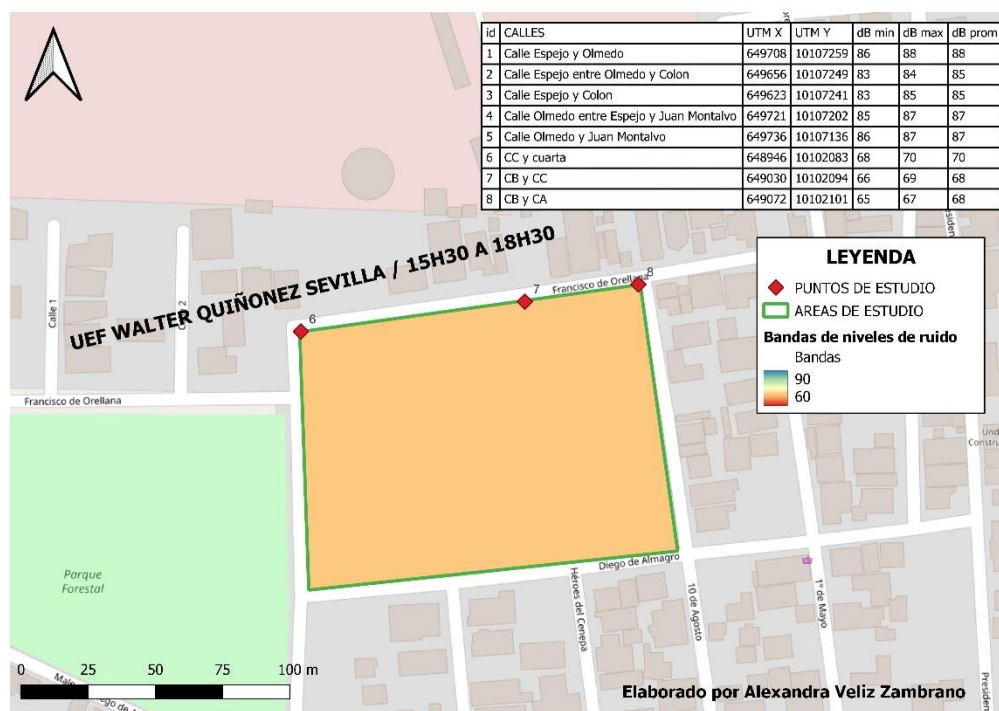 id CALLES UTM X UTM Y dB min dB max dB prom
1 Calle Espejo y Olmedo 649708 10107259 86 88 88
2 Calle Espejo entre Olmedo y Colon 649656 10107249 83 84 85
3 Calle Espejo y Colon 649623 10107241 83 85 85
4 Calle Olmedo entre Espejo y Juan Montalvo 649721 10107202 85 87 87
5 Calle Olmedo y Juan Montalvo 649736 10107136 86 87 87
6 CC y cuarta 648946 10102083 68 70 70
7 CB y CC 649030 10102094 66 69 68
8 CB y CA 649072 10102101 65 67 68
UEF WALTER QUIÑONEZ SEVILLA / 15H30 A 18H30
LEYENDA
PUNTOS DE ESTUDIO
AREAS DE ESTUDIO
Bandas de niveles de ruido
Bandas
90
60
6
7
8
Francisco de Orellana
Calle 1
Francisco de Orellana
Parque
Forestal
Diego de Almagro
Héroes del Cenepa
10 de Agosto
1° de Mayo
0 25 50 75 100 m
Elaborado por Alexandra Veliz Zambrano